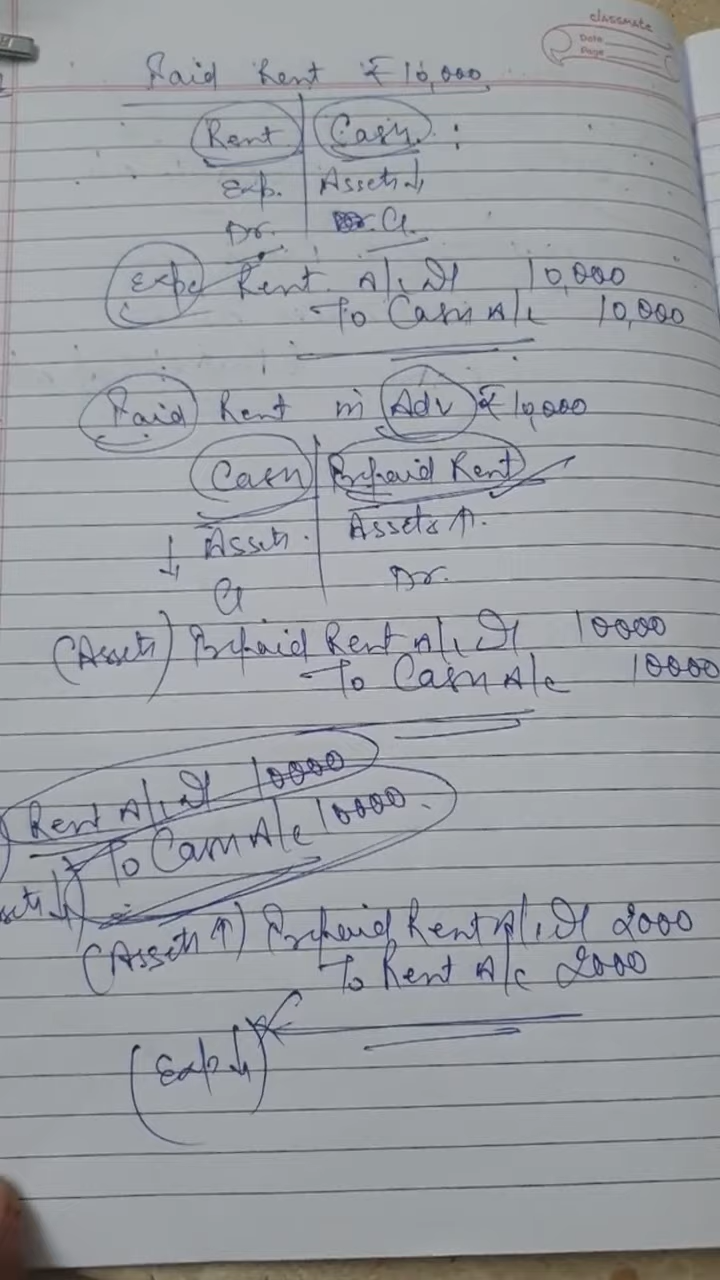 classmate
Date
Page
Paid Rent ₹ 10,000
Rent Cash :
Exp. Assets ↓
Dr. Cr.
Exp Rent A/c Dr 10,000
To Cash A/c 10,000
Paid Rent in Adv ₹ 10,000
Cash Prepaid Rent
↓ Assets. Assets ↑.
Cr Dr.
(Assets) Prepaid Rent A/c Dr 10000
To Cash A/c 10000
Rent A/c Dr 10000
To Cash A/c 10000.
(Assets ↑) Prepaid Rent A/c Dr 2000
To Rent A/c 2000
(Exp ↓)